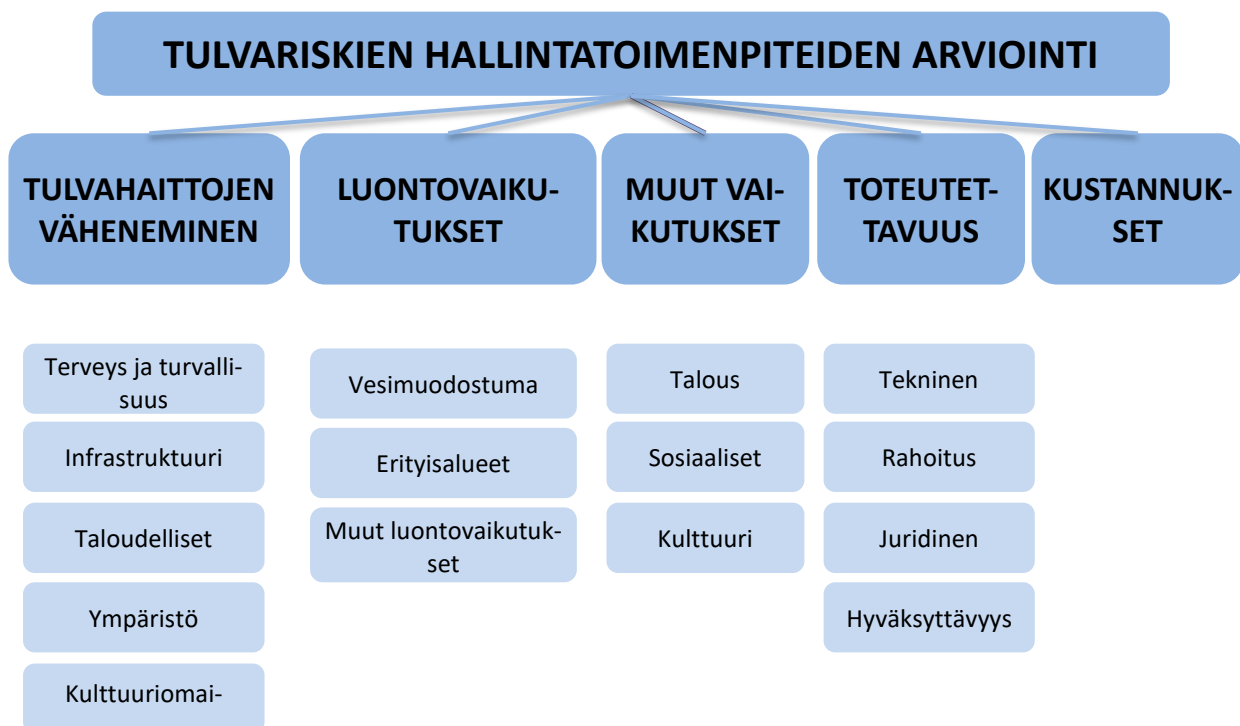 TULVARISKIEN HALLINTATOIMENPITEIDEN ARVIOINTI
TULVAHAITTOJEN
VÄHENEMINEN
LUONTOVAIKU-
TUKSET
MUUT VAI-
KUTUKSET
TOTEUTET-
TAVUUS
KUSTANNUK-
SET
Terveys ja turvalli-
suus
Infrastruktuuri
Taloudelliset
Ympäristö
Kulttuuriomai-
Vesimuodostuma
Erityisalueet
Muut luontovaikutuk-
set
Talous
Sosiaaliset
Kulttuuri
Tekninen
Rahoitus
Juridinen
Hyväksyttävyys